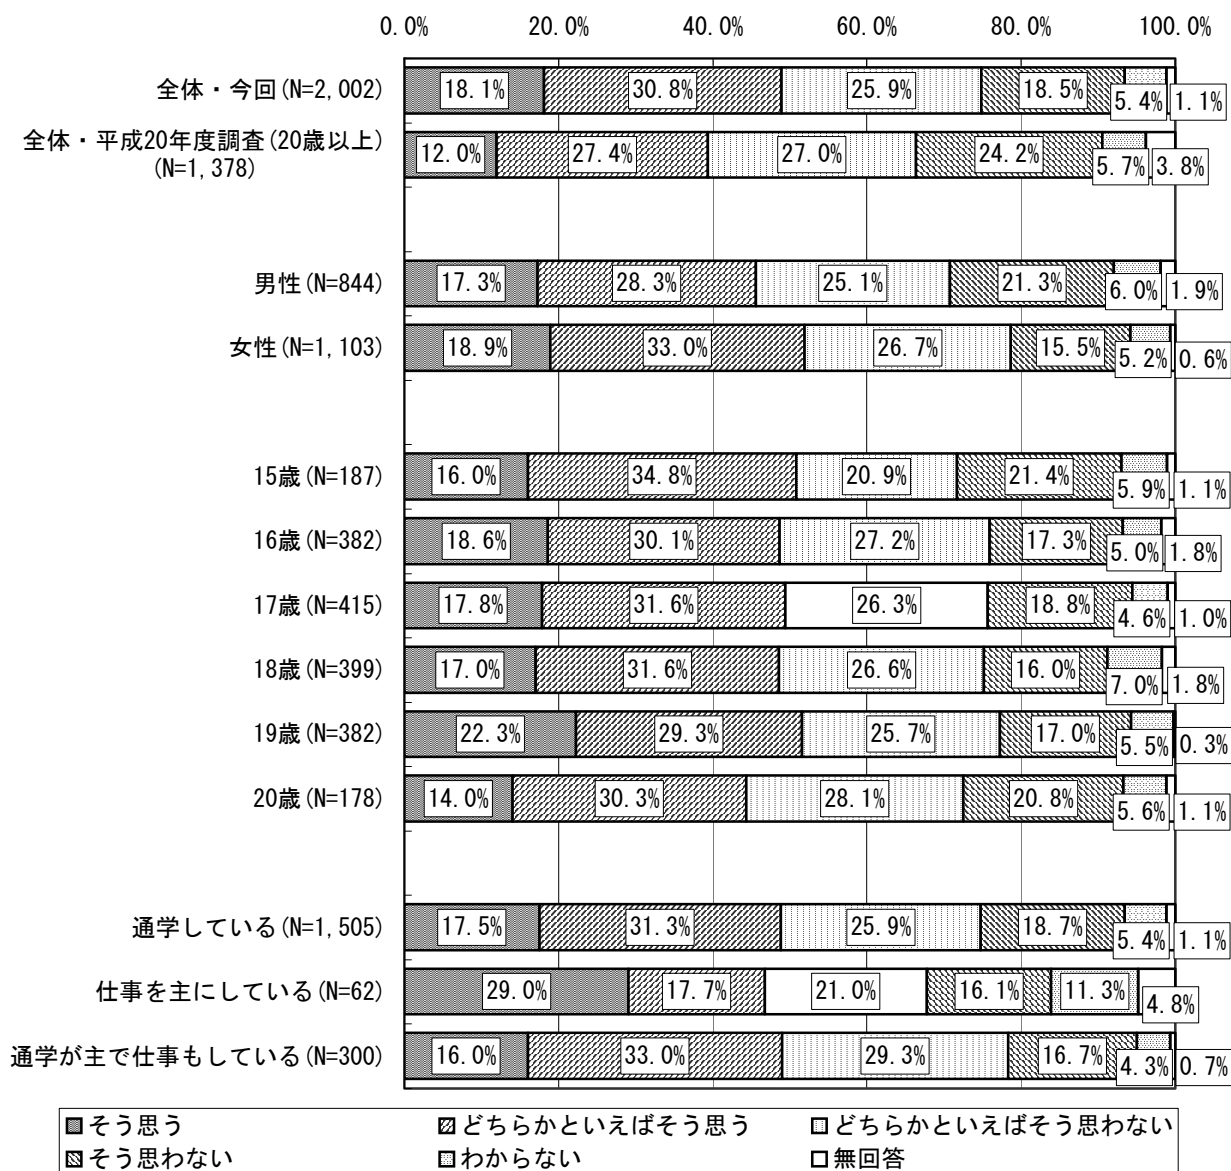 0.0% 20.0% 40.0% 60.0% 80.0% 100.0%
全体・今回(N=2,002) 18.1% 30.8% 25.9% 18.5% 5.4% 1.1%
全体・平成20年度調査(20歳以上)
(N=1,378) 12.0% 27.4% 27.0% 24.2% 5.7% 3.8%
男性(N=844) 17.3% 28.3% 25.1% 21.3% 6.0% 1.9%
女性(N=1,103) 18.9% 33.0% 26.7% 15.5% 5.2% 0.6%
15歳(N=187) 16.0% 34.8% 20.9% 21.4% 5.9% 1.1%
16歳(N=382) 18.6% 30.1% 27.2% 17.3% 5.0% 1.8%
17歳(N=415) 17.8% 31.6% 26.3% 18.8% 4.6% 1.0%
18歳(N=399) 17.0% 31.6% 26.6% 16.0% 7.0% 1.8%
19歳(N=382) 22.3% 29.3% 25.7% 17.0% 5.5% 0.3%
20歳(N=178) 14.0% 30.3% 28.1% 20.8% 5.6% 1.1%
通学している(N=1,505) 17.5% 31.3% 25.9% 18.7% 5.4% 1.1%
仕事を主にしている(N=62) 29.0% 17.7% 21.0% 16.1% 11.3% 4.8%
通学が主で仕事もしている(N=300) 16.0% 33.0% 29.3% 16.7% 4.3% 0.7%
そう思う どちらかといえばそう思う どちらかといえばそう思わない
そう思わない わからない 無回答